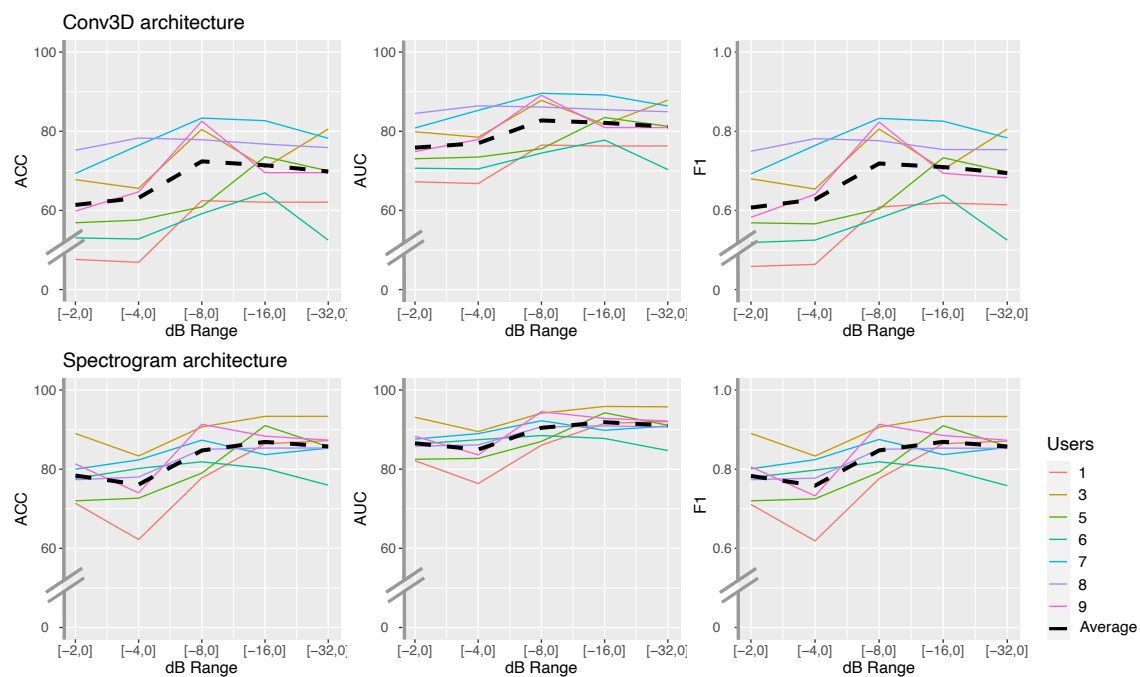 Conv3D architecture
ACC
100
80
60
0
[−2,0] [−4,0] [−8,0] [−16,0] [−32,0]
dB Range
AUC
100
80
60
0
[−2,0] [−4,0] [−8,0] [−16,0] [−32,0]
dB Range
F1
1.0
0.8
0.6
0
[−2,0] [−4,0] [−8,0] [−16,0] [−32,0]
dB Range
Spectrogram architecture
ACC
100
80
60
0
[−2,0] [−4,0] [−8,0] [−16,0] [−32,0]
dB Range
AUC
100
80
60
0
[−2,0] [−4,0] [−8,0] [−16,0] [−32,0]
dB Range
F1
1.0
0.8
0.6
0
[−2,0] [−4,0] [−8,0] [−16,0] [−32,0]
dB Range
Users
1
3
5
6
7
8
9
Average